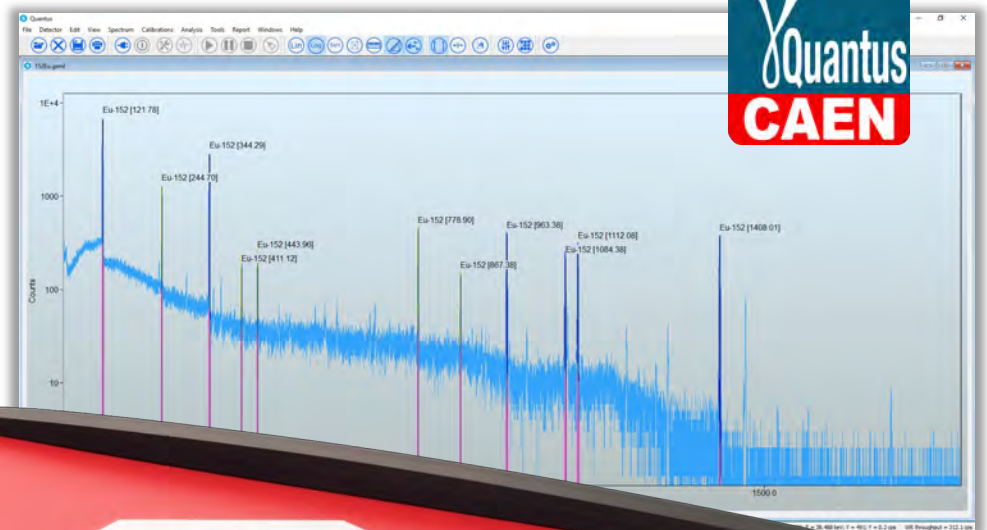 Quantus
File Detector Edit View Spectrum Calibrations Analysis Tools Report Windows Help
Lin Log
152Eu.gxml
Quantus
CAEN
1E+4
1000
100
10
Counts
Eu-152 [121.78]
Eu-152 [244.70]
Eu-152 [344.29]
Eu-152 [411.12]
Eu-152 [443.96]
Eu-152 [778.90]
Eu-152 [867.38]
Eu-152 [963.38]
Eu-152 [1112.08]
Eu-152 [1084.38]
Eu-152 [1408.01]
1500.0